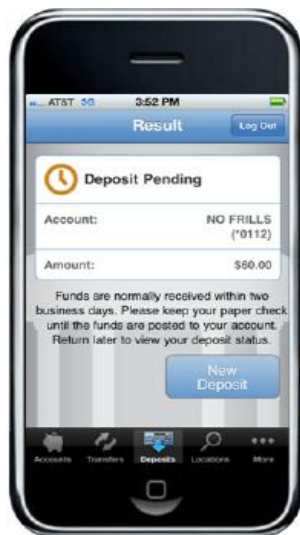 AT&T 3G 3:52 PM
Result Log Out
Deposit Pending
Account: NO FRILLS
(*0112)
Amount: $60.00
Funds are normally received within two
business days. Please keep your paper check
until the funds are posted to your account.
Return later to view your deposit status.
New
Deposit
Accounts Transfers Deposits Locations More